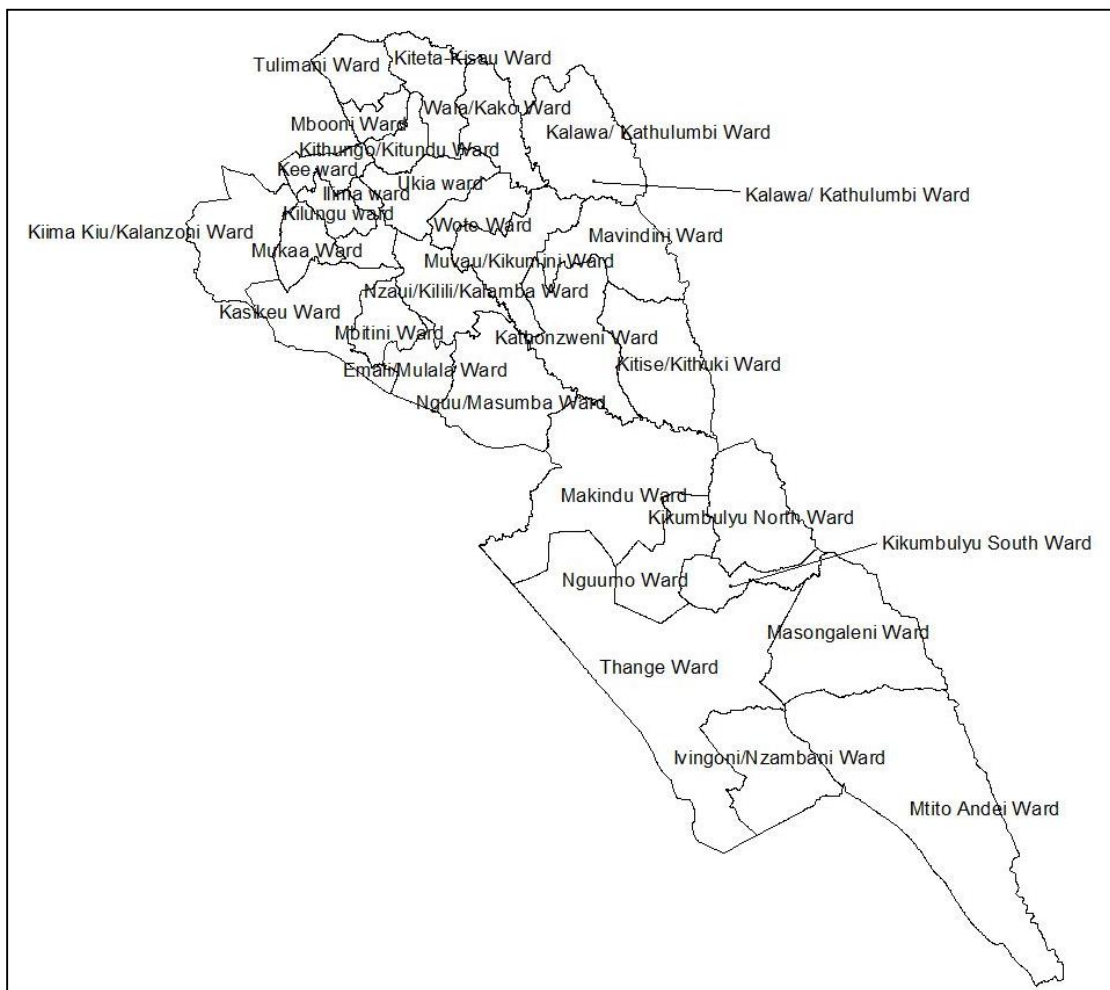 Tulimani Ward
Kiteta-Kisau Ward
Waia/Kako Ward
Mbooni Ward
Kalawa/ Kathulumbi Ward
Kithungo/Kitundu Ward
Kee ward
Ukia ward
Ilima ward
Kalawa/ Kathulumbi Ward
Kilungu ward
Wote Ward
Kiima Kiu/Kalanzoni Ward
Mavindini Ward
Mukaa Ward
Muvau/Kikumini Ward
Nzaui/Kilili/Kalamba Ward
Kasikeu Ward
Mbitini Ward
Kathonzweni Ward
Emali/Mulala Ward
Kitise/Kithuki Ward
Nguu/Masumba Ward
Makindu Ward
Kikumbulyu North Ward
Kikumbulyu South Ward
Nguumo Ward
Masongaleni Ward
Thange Ward
Ivingoni/Nzambani Ward
Mtito Andei Ward